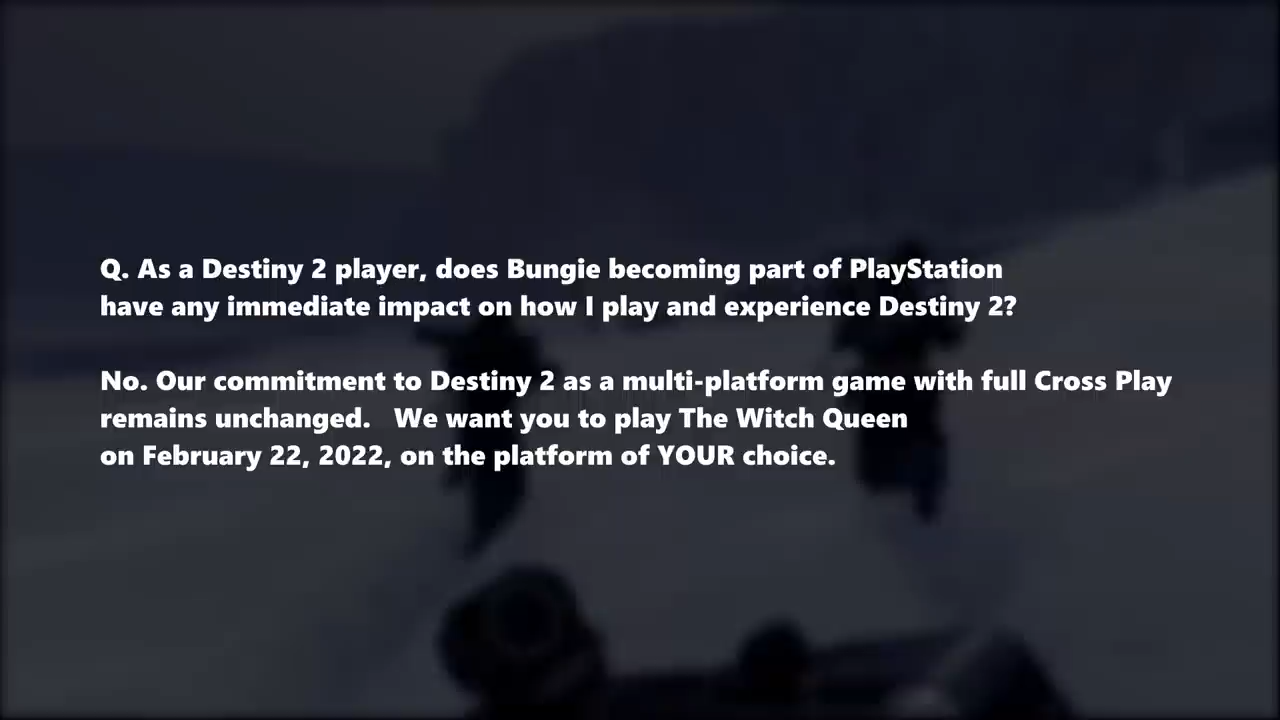 Q. As a Destiny 2 player, does Bungie becoming part of PlayStation
have any immediate impact on how I play and experience Destiny 2?
No. Our commitment to Destiny 2 as a multi-platform game with full Cross Play
remains unchanged.   We want you to play The Witch Queen
on February 22, 2022, on the platform of YOUR choice.